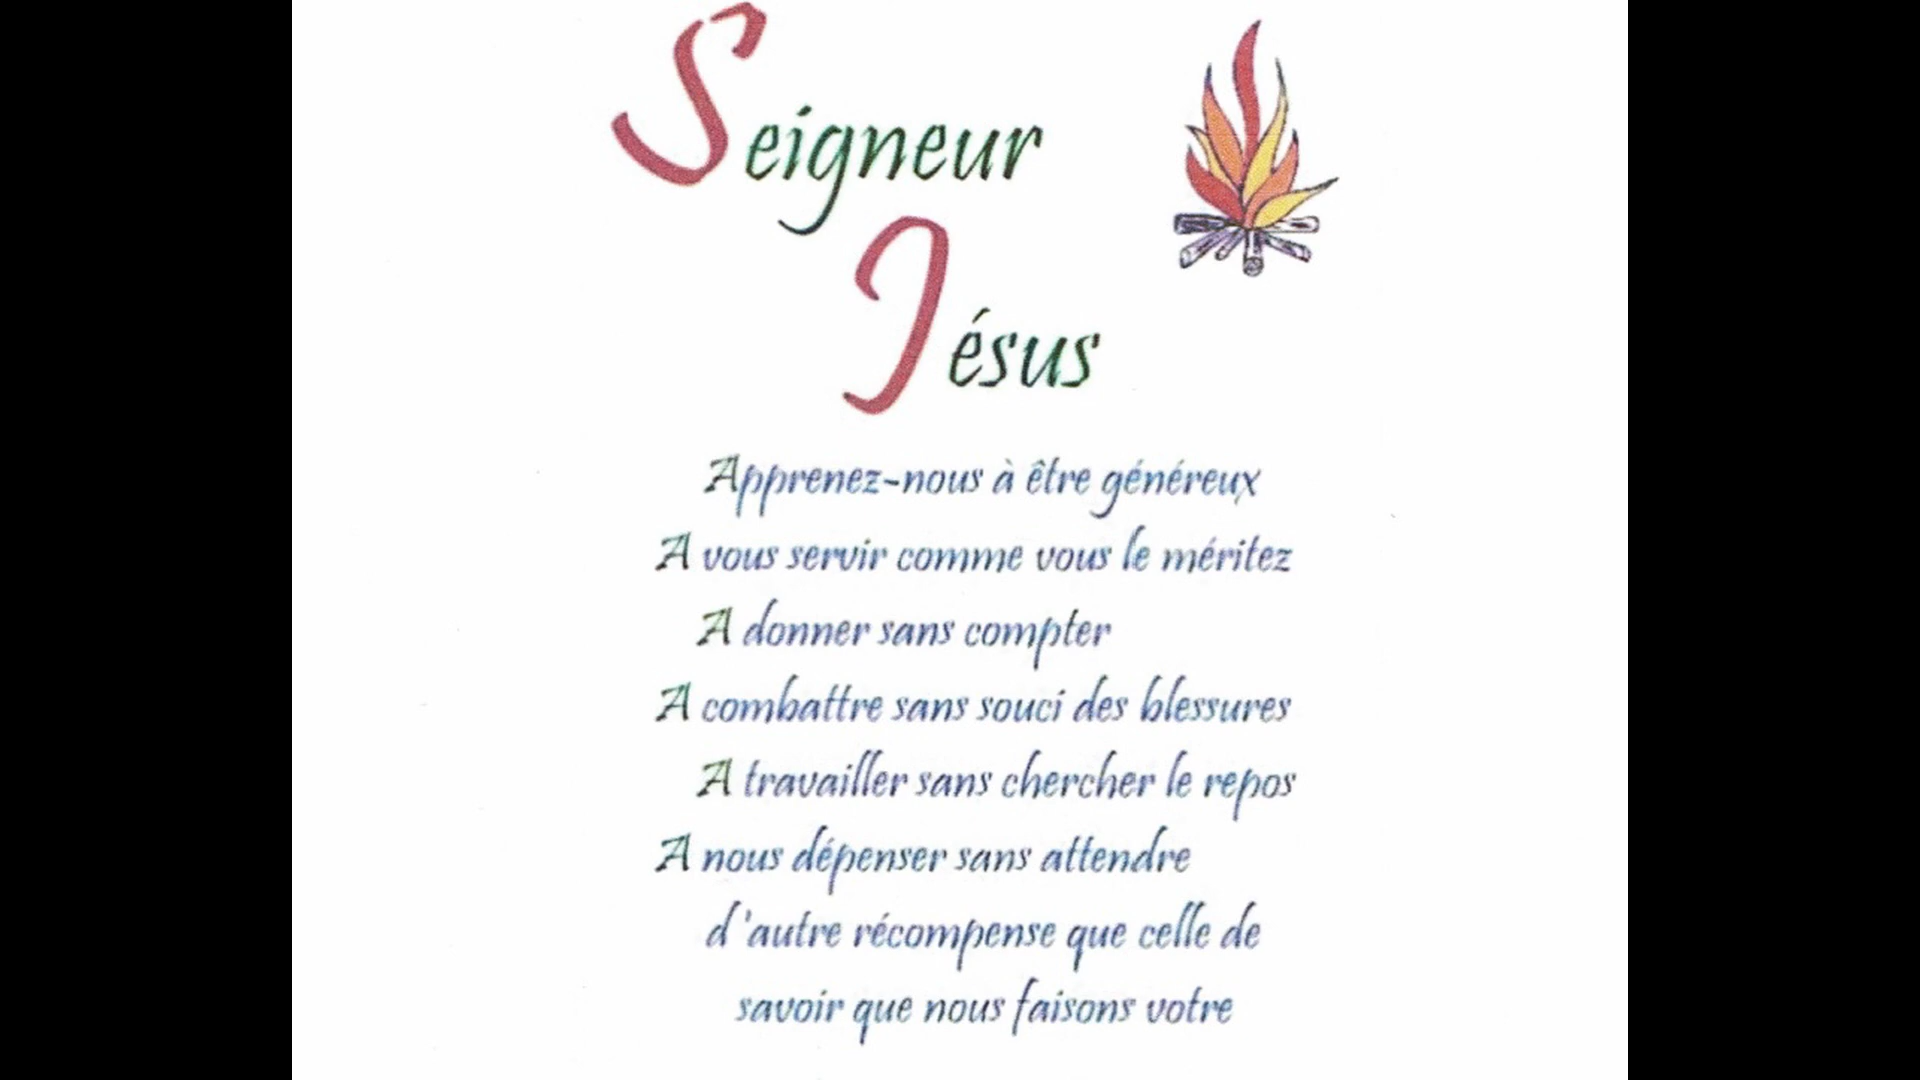 Seigneur
Jésus
Apprenez-nous à être généreux
A vous servir comme vous le méritez
A donner sans compter
A combattre sans souci des blessures
A travailler sans chercher le repos
A nous dépenser sans attendre
d'autre récompense que celle de
savoir que nous faisons votre